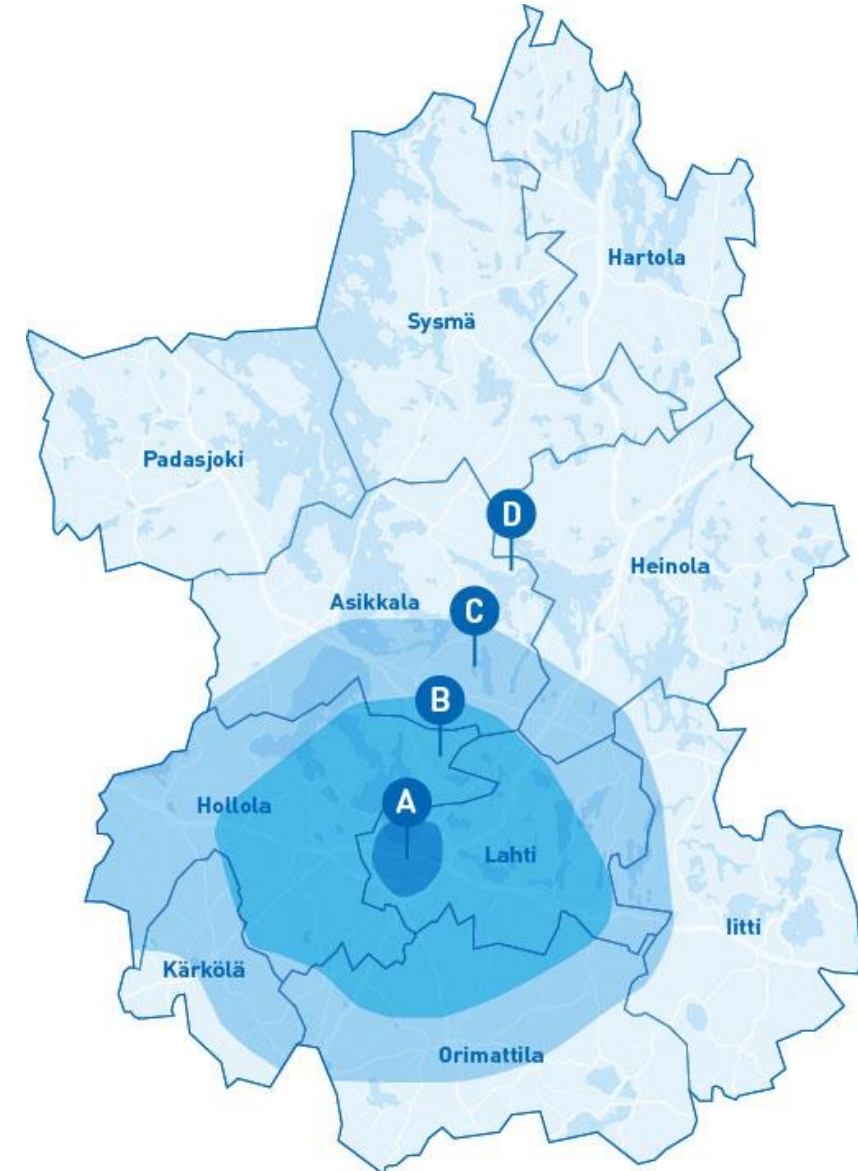 Hartola
Sysmä
Padasjoki
D
Heinola
Asikkala
C
B
A
Hollola
Lahti
Iitti
Kärkölä
Orimattila